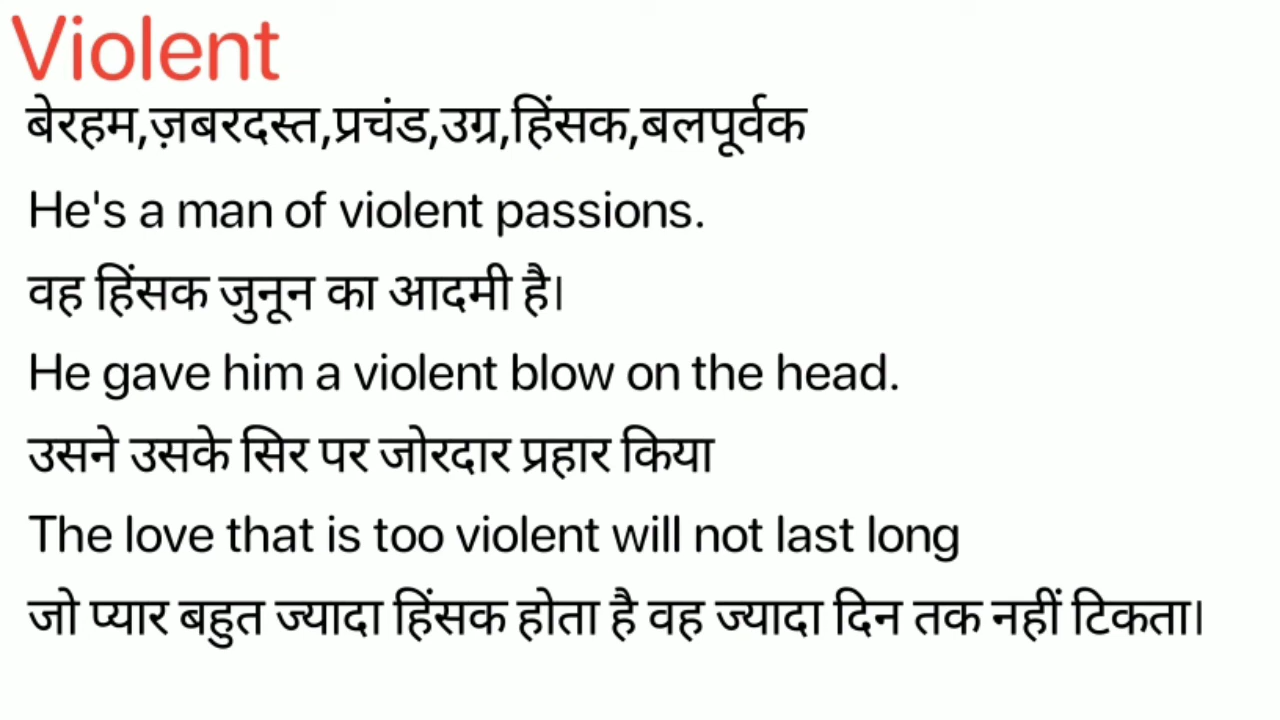 Violent
बेरहम,ज़बरदस्त,प्रचंड,उग्र,हिंसक,बलपूर्वक
He's a man of violent passions.
वह हिंसक जुनून का आदमी है।
He gave him a violent blow on the head.
उसने उसके सिर पर जोरदार प्रहार किया
The love that is too violent will not last long
जो प्यार बहुत ज्यादा हिंसक होता है वह ज्यादा दिन तक नहीं टिकता।